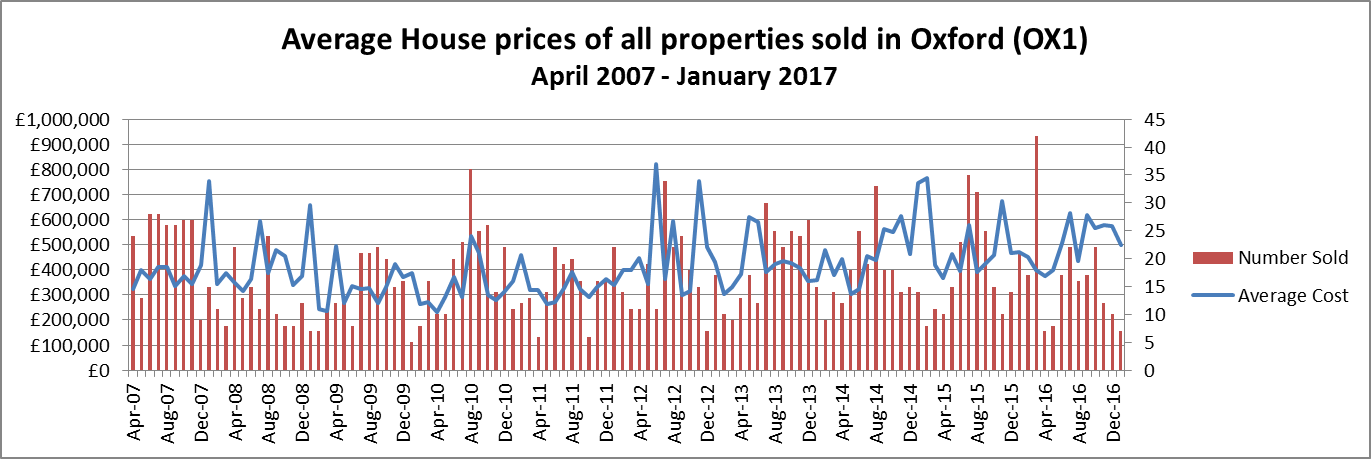 Average House prices of all properties sold in Oxford (OX1)
April 2007 - January 2017
£1,000,000
£900,000
£800,000
£700,000
£600,000
£500,000
£400,000
£300,000
£200,000
£100,000
£0
45
40
35
30
25
20
15
10
5
0
Apr-07
Aug-07
Dec-07
Apr-08
Aug-08
Dec-08
Apr-09
Aug-09
Dec-09
Apr-10
Aug-10
Dec-10
Apr-11
Aug-11
Dec-11
Apr-12
Aug-12
Dec-12
Apr-13
Aug-13
Dec-13
Apr-14
Aug-14
Dec-14
Apr-15
Aug-15
Dec-15
Apr-16
Aug-16
Dec-16
Number Sold
Average Cost